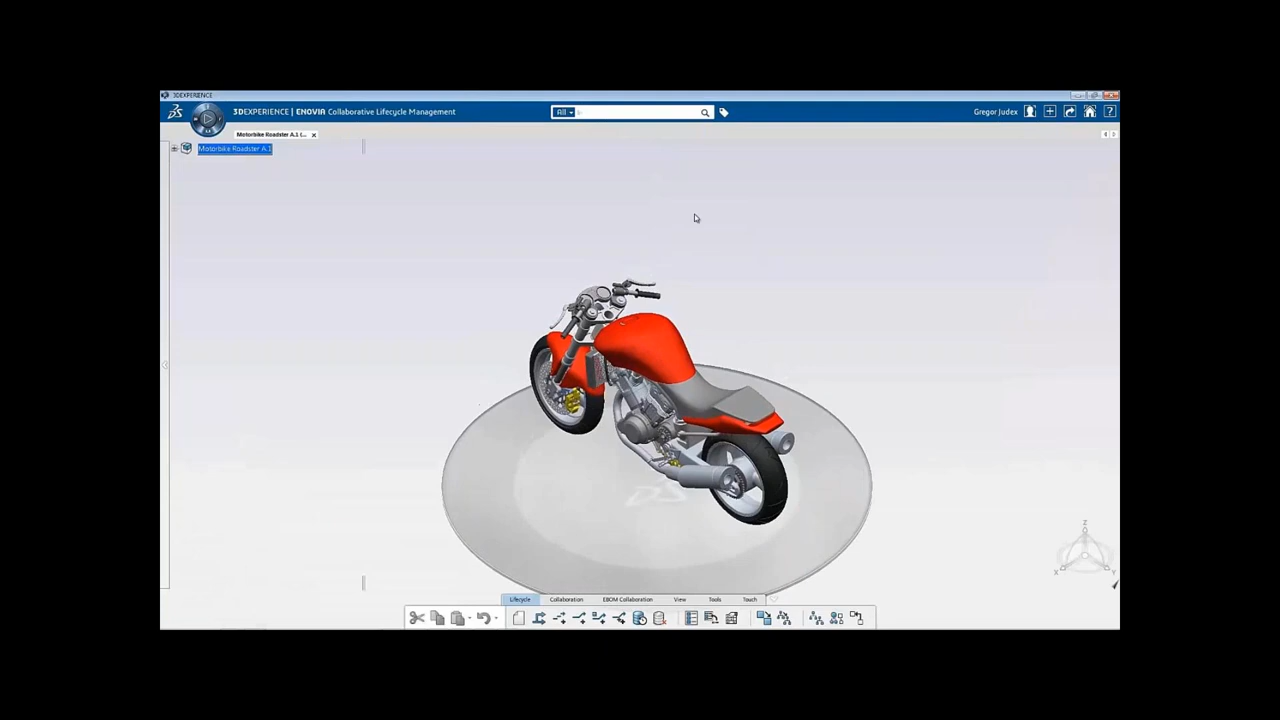 3DEXPERIENCE
3DEXPERIENCE | ENOVIA Collaborative Lifecycle Management
All
Gregor Judex
?
Motorbike Roadster A.1 (...
x
Motorbike Roadster A.1
Z
X
Y
Lifecycle
Collaboration
EBOM Collaboration
View
Tools
Touch